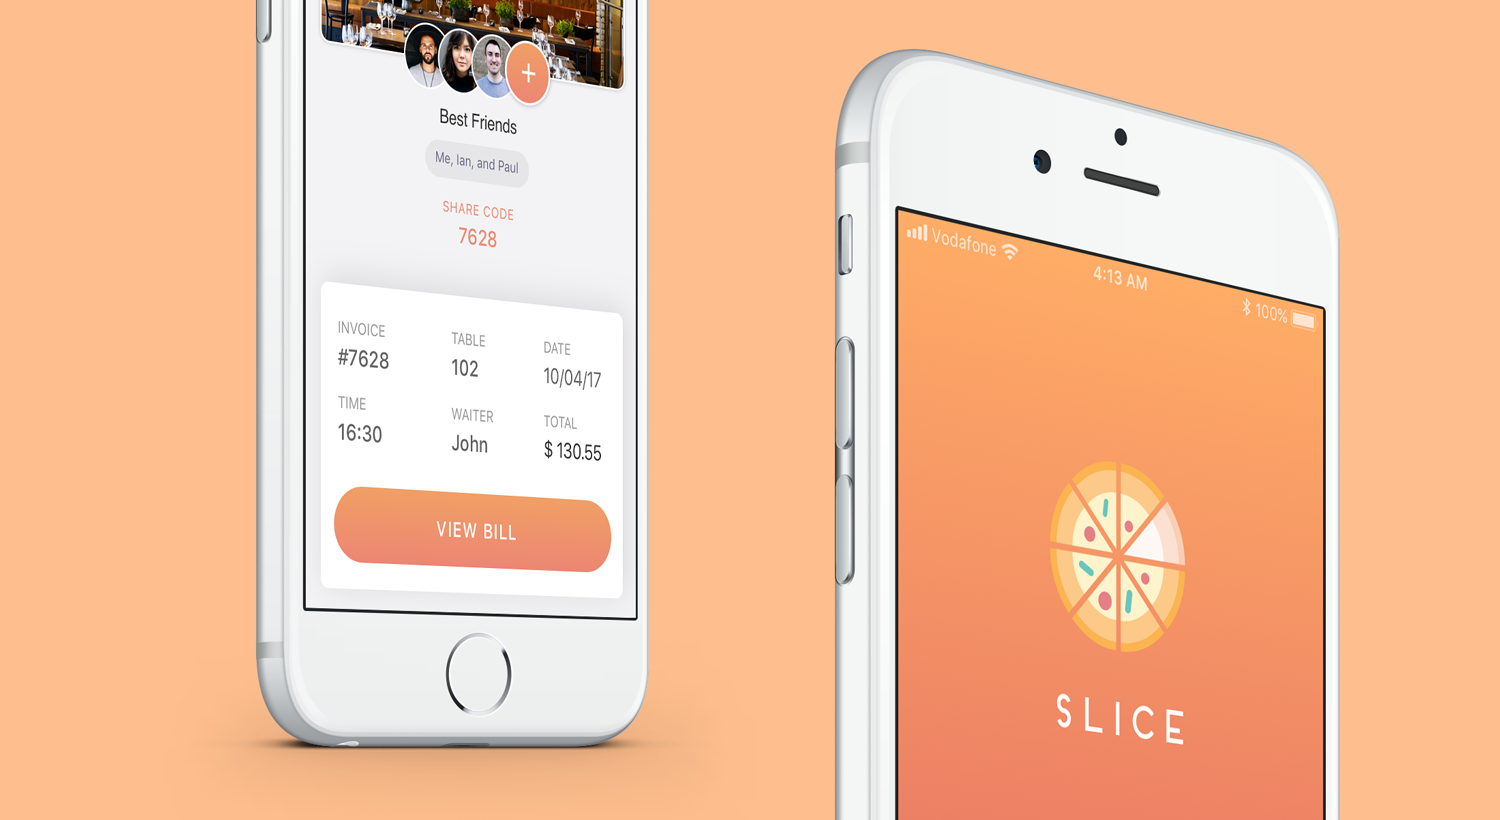 +
Best Friends
Me, Ian, and Paul
SHARE CODE
7628
INVOICE
#7628
TABLE
102
DATE
10/04/17
TIME
16:30
WAITER
John
TOTAL
$ 130.55
VIEW BILL
Vodafone
4:13 AM
100%
SLICE